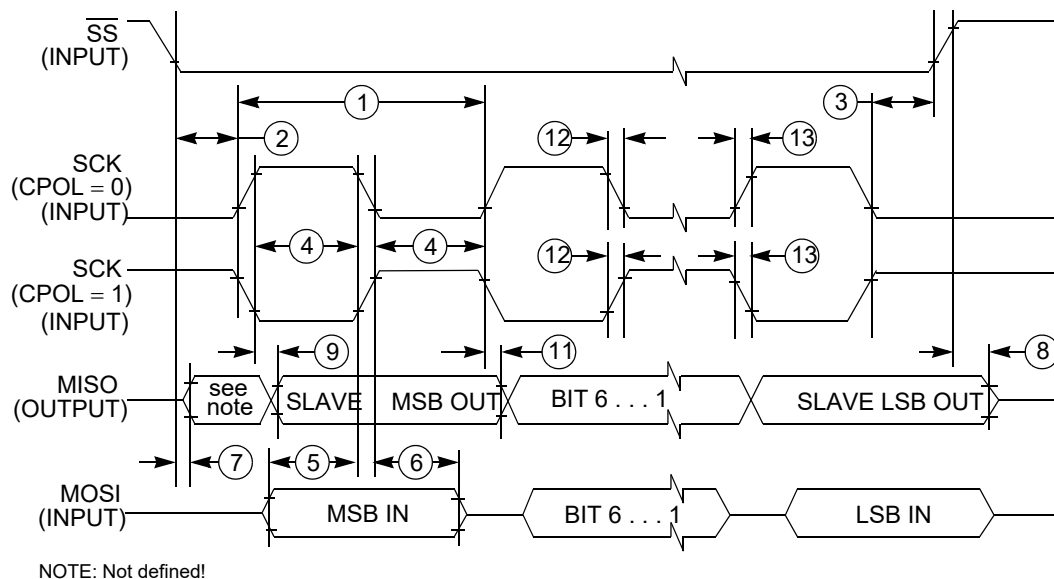 SS
(INPUT)
1
3
2
12
13
SCK
(CPOL = 0)
(INPUT)
4
4
12
13
SCK
(CPOL = 1)
(INPUT)
9
11
8
MISO
(OUTPUT)
see
note
SLAVE MSB OUT
BIT 6 . . . 1
SLAVE LSB OUT
7
5
6
MOSI
(INPUT)
MSB IN
BIT 6 . . . 1
LSB IN
NOTE: Not defined!